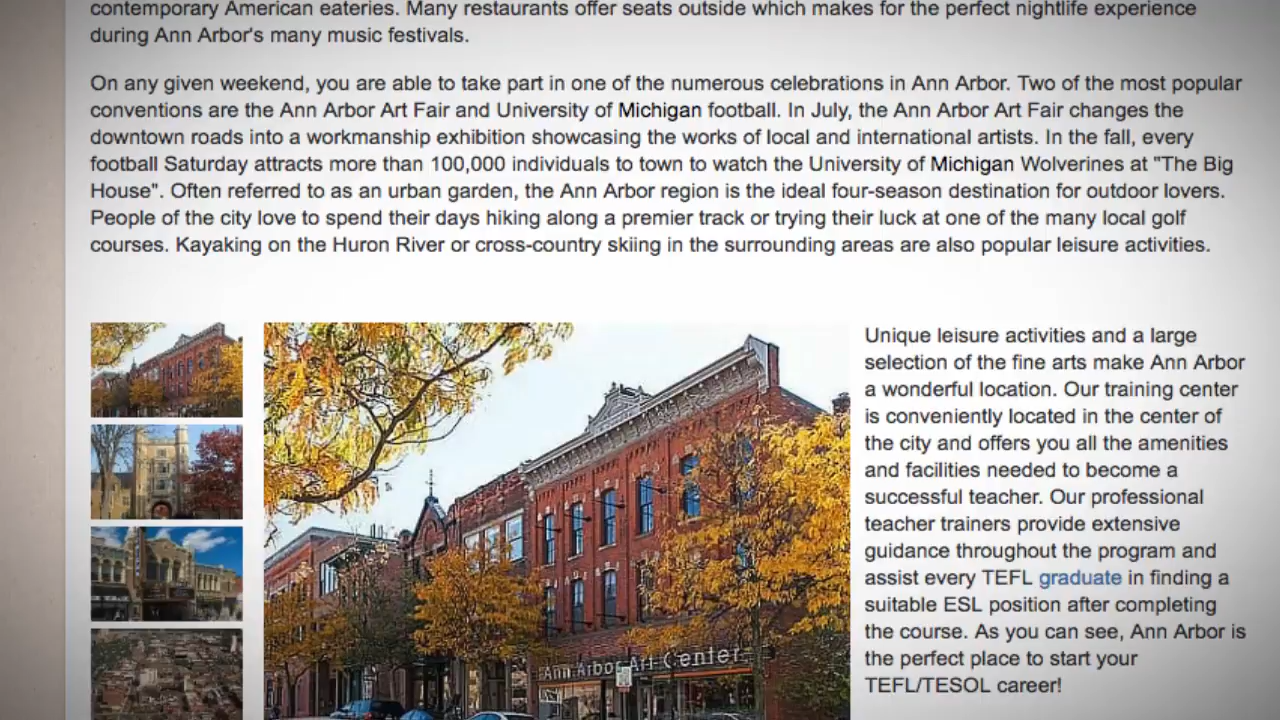 contemporary American eateries. Many restaurants offer seats outside which makes for the perfect nightlife experience
during Ann Arbor's many music festivals.
On any given weekend, you are able to take part in one of the numerous celebrations in Ann Arbor. Two of the most popular
conventions are the Ann Arbor Art Fair and University of Michigan football. In July, the Ann Arbor Art Fair changes the
downtown roads into a workmanship exhibition showcasing the works of local and international artists. In the fall, every
football Saturday attracts more than 100,000 individuals to town to watch the University of Michigan Wolverines at "The Big
House". Often referred to as an urban garden, the Ann Arbor region is the ideal four-season destination for outdoor lovers.
People of the city love to spend their days hiking along a premier track or trying their luck at one of the many local golf
courses. Kayaking on the Huron River or cross-country skiing in the surrounding areas are also popular leisure activities.
Ann Arbor Art Center
Unique leisure activities and a large
selection of the fine arts make Ann Arbor
a wonderful location. Our training center
is conveniently located in the center of
the city and offers you all the amenities
and facilities needed to become a
successful teacher. Our professional
teacher trainers provide extensive
guidance throughout the program and
assist every TEFL graduate in finding a
suitable ESL position after completing
the course. As you can see, Ann Arbor is
the perfect place to start your
TEFL/TESOL career!